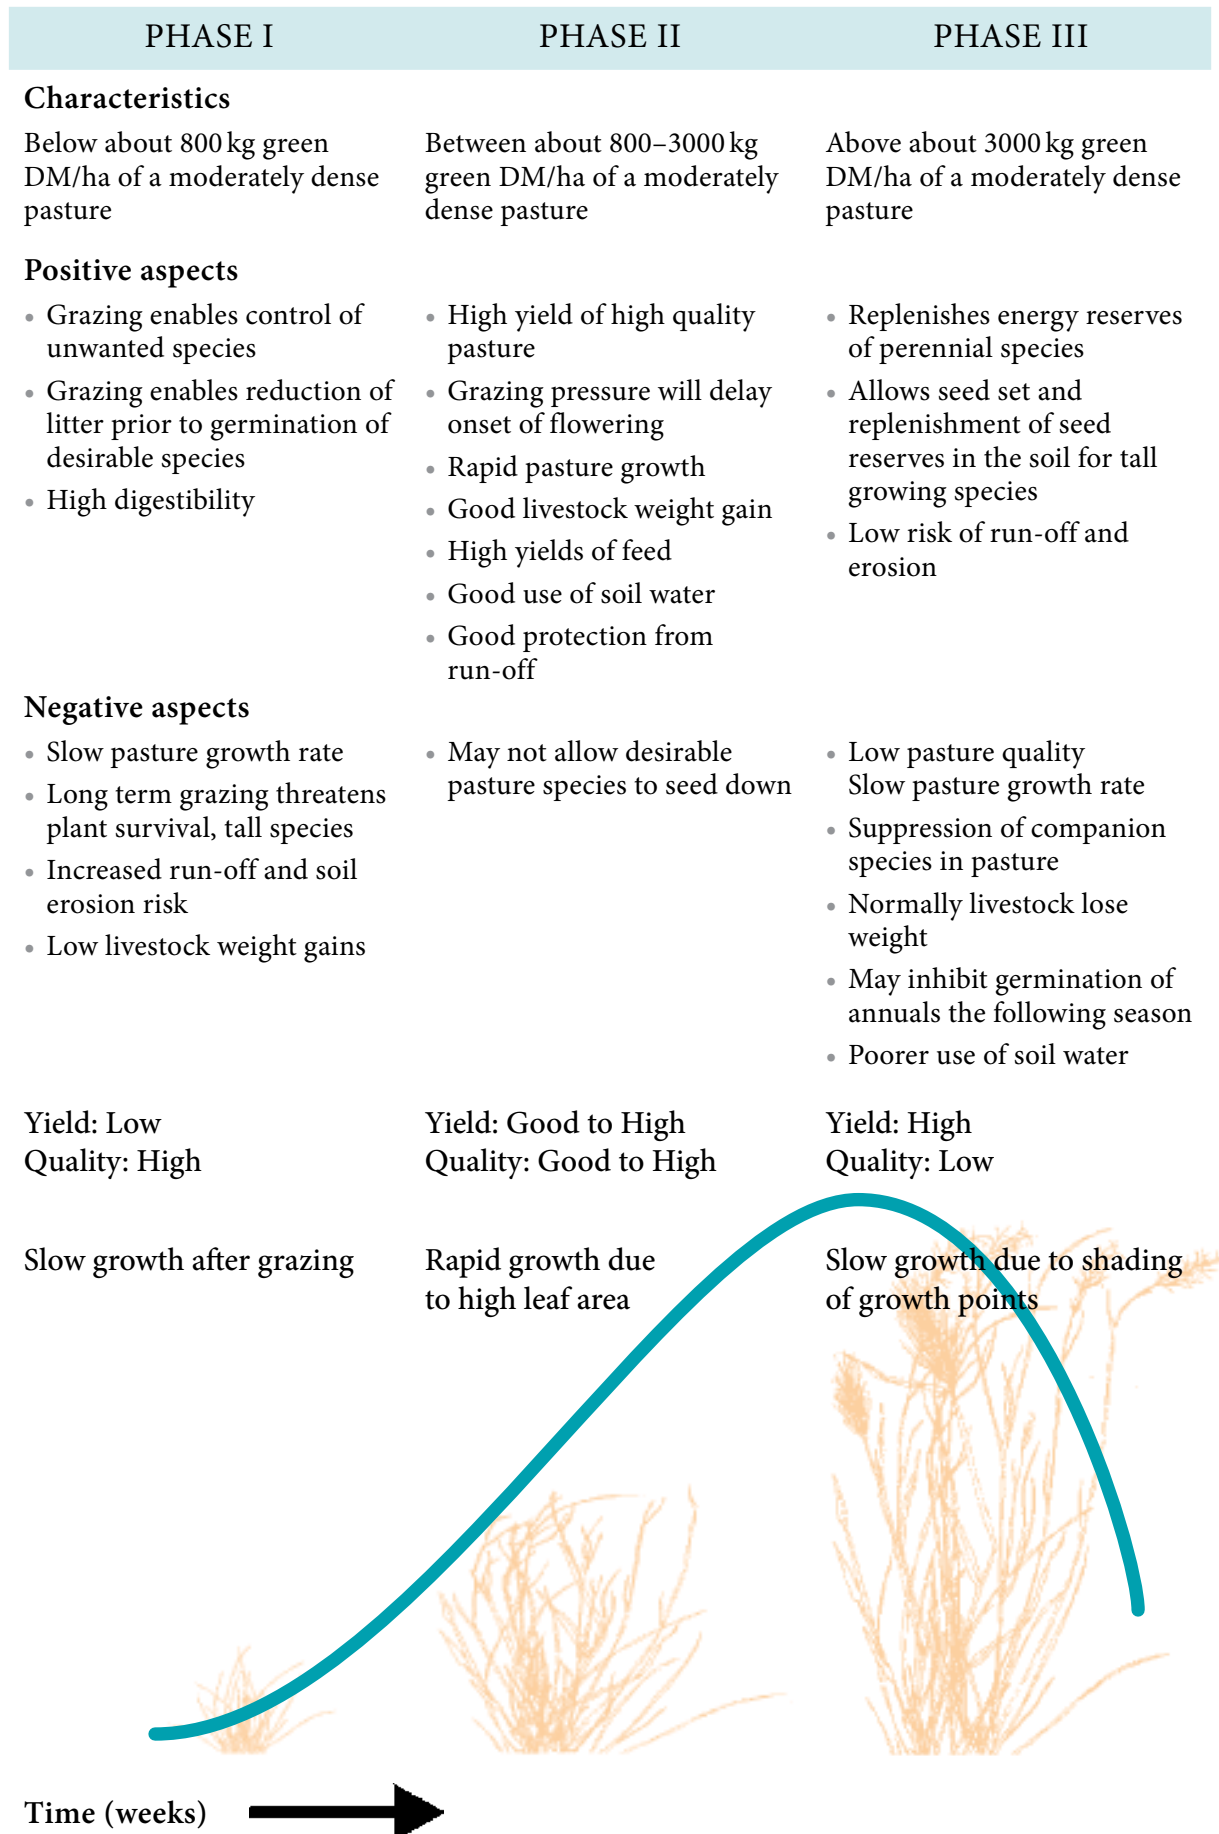 PHASE I
PHASE II
PHASE III
Characteristics
Below about 800 kg green
DM/ha of a moderately dense
pasture
Between about 800–3000 kg
green DM/ha of a moderately
dense pasture
Above about 3000 kg green
DM/ha of a moderately dense
pasture
Positive aspects
• Grazing enables control of
unwanted species
• Grazing enables reduction of
litter prior to germination of
desirable species
• High digestibility
• High yield of high quality
pasture
• Grazing pressure will delay
onset of flowering
• Rapid pasture growth
• Good livestock weight gain
• High yields of feed
• Good use of soil water
• Good protection from
run-off
• Replenishes energy reserves
of perennial species
• Allows seed set and
replenishment of seed
reserves in the soil for tall
growing species
• Low risk of run-off and
erosion
Negative aspects
• Slow pasture growth rate
• Long term grazing threatens
plant survival, tall species
• Increased run-off and soil
erosion risk
• Low livestock weight gains
• May not allow desirable
pasture species to seed down
• Low pasture quality
Slow pasture growth rate
• Suppression of companion
species in pasture
• Normally livestock lose
weight
• May inhibit germination of
annuals the following season
• Poorer use of soil water
Yield: Low
Quality: High
Yield: Good to High
Quality: Good to High
Yield: High
Quality: Low
Slow growth after grazing
Rapid growth due
to high leaf area
Slow growth due to shading
of growth points
Time (weeks)